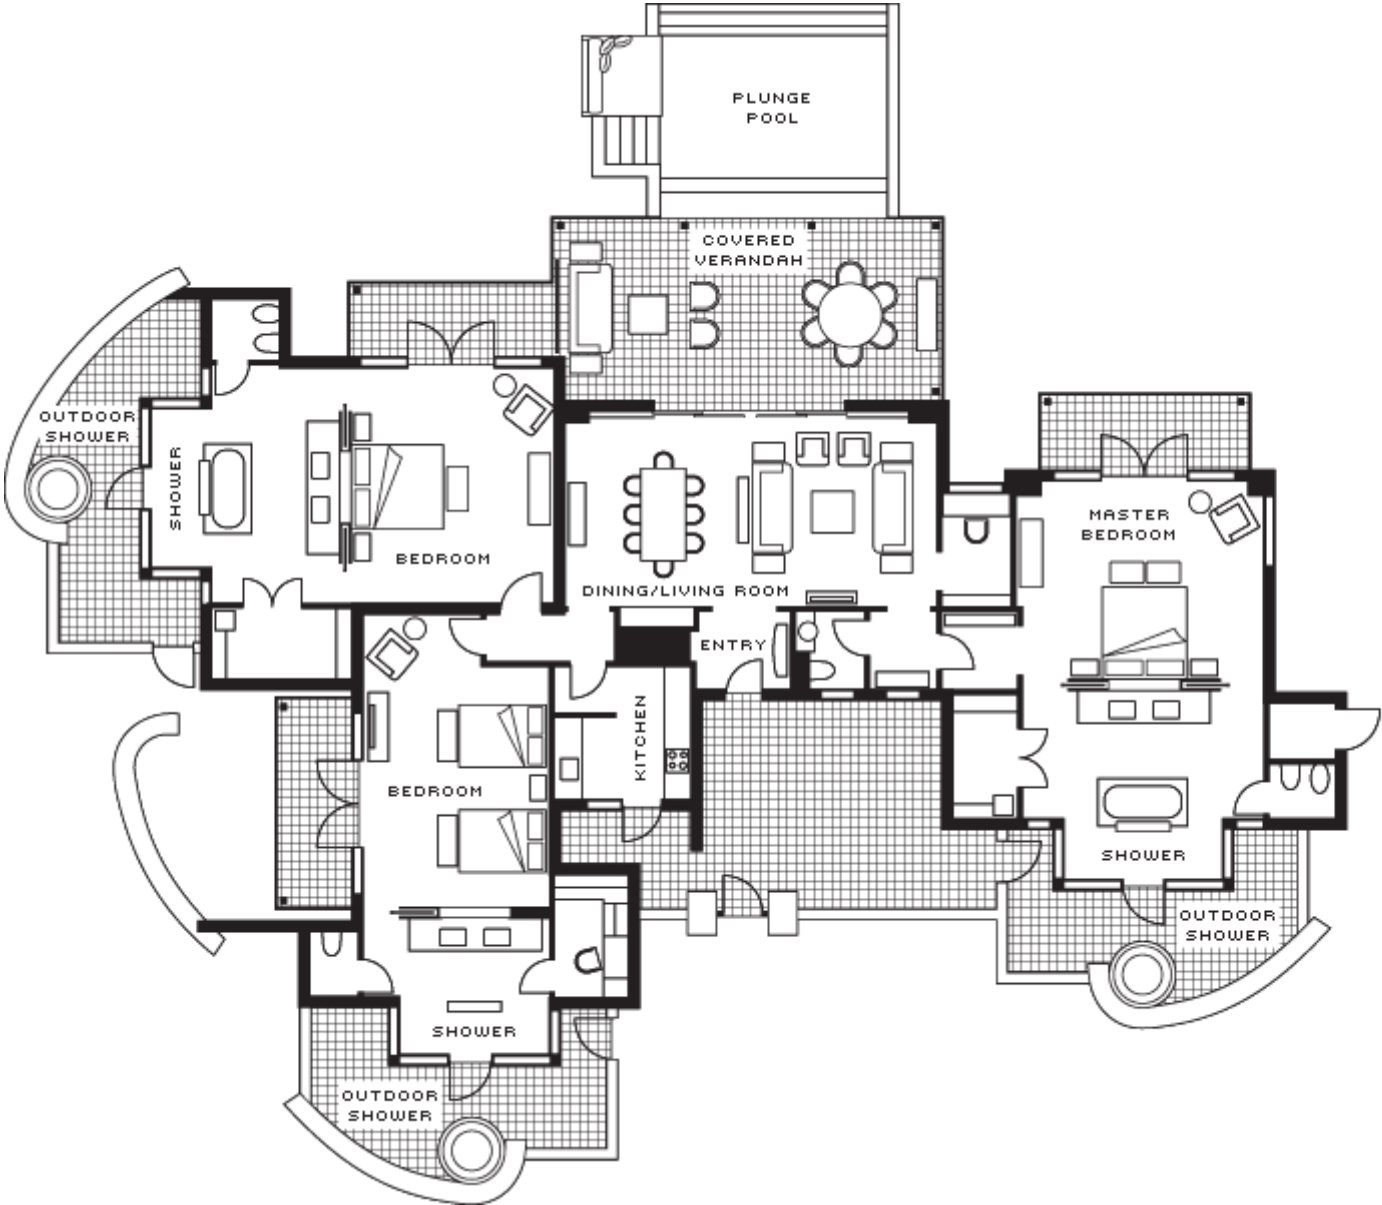 PLUNGE
POOL
COVERED
VERANDAH
OUTDOOR
SHOWER
SHOWER
BEDROOM
DINING/LIVING ROOM
MASTER
BEDROOM
ENTRY
KITCHEN
BEDROOM
SHOWER
OUTDOOR
SHOWER
SHOWER
OUTDOOR
SHOWER